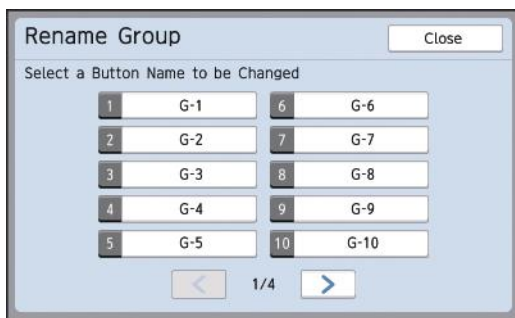 Rename Group
Close
Select a Button Name to be Changed
1 G-1
6 G-6
2 G-2
7 G-7
3 G-3
8 G-8
4 G-4
9 G-9
5 G-5
10 G-10
< 1/4 >